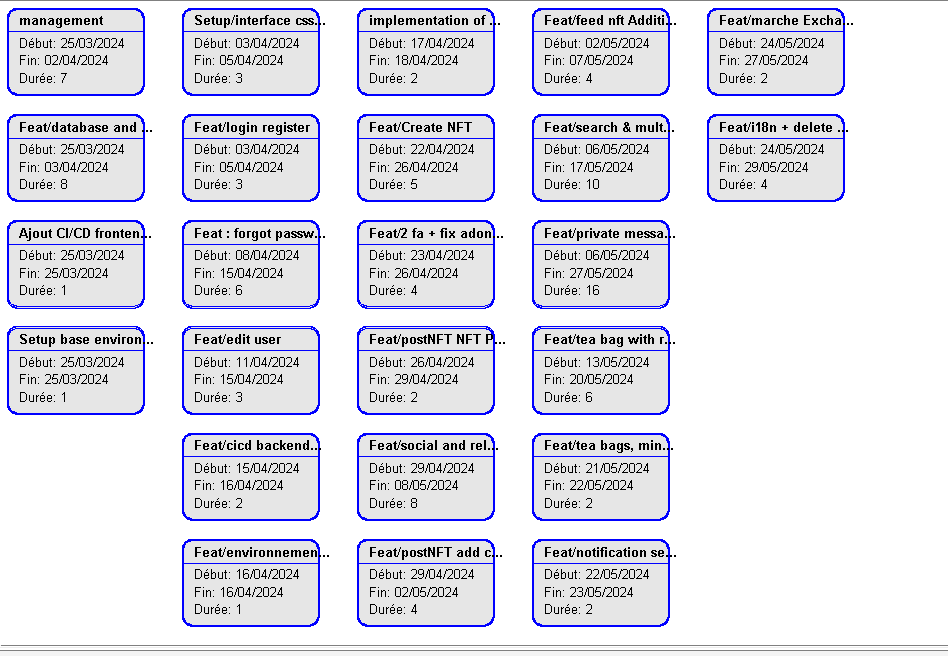 management
Début: 25/03/2024
Fin: 02/04/2024
Durée: 7
Feat/database and ...
Début: 25/03/2024
Fin: 03/04/2024
Durée: 8
Ajout CI/CD fronten...
Début: 25/03/2024
Fin: 25/03/2024
Durée: 1
Setup base environ...
Début: 25/03/2024
Fin: 25/03/2024
Durée: 1
Setup/interface css...
Début: 03/04/2024
Fin: 05/04/2024
Durée: 3
Feat/login register
Début: 03/04/2024
Fin: 05/04/2024
Durée: 3
Feat : forgot passw...
Début: 08/04/2024
Fin: 15/04/2024
Durée: 6
Feat/edit user
Début: 11/04/2024
Fin: 15/04/2024
Durée: 3
Feat/cicd backend...
Début: 15/04/2024
Fin: 16/04/2024
Durée: 2
Feat/environnemen...
Début: 16/04/2024
Fin: 16/04/2024
Durée: 1
implementation of ...
Début: 17/04/2024
Fin: 18/04/2024
Durée: 2
Feat/Create NFT
Début: 22/04/2024
Fin: 26/04/2024
Durée: 5
Feat/2 fa + fix adon...
Début: 23/04/2024
Fin: 26/04/2024
Durée: 4
Feat/postNFT NFT P...
Début: 26/04/2024
Fin: 29/04/2024
Durée: 2
Feat/social and rel...
Début: 29/04/2024
Fin: 08/05/2024
Durée: 8
Feat/postNFT add c...
Début: 29/04/2024
Fin: 02/05/2024
Durée: 4
Feat/feed nft Additi...
Début: 02/05/2024
Fin: 07/05/2024
Durée: 4
Feat/search & mult...
Début: 06/05/2024
Fin: 17/05/2024
Durée: 10
Feat/private messa...
Début: 06/05/2024
Fin: 27/05/2024
Durée: 16
Feat/tea bag with r...
Début: 13/05/2024
Fin: 20/05/2024
Durée: 6
Feat/tea bags, min...
Début: 21/05/2024
Fin: 22/05/2024
Durée: 2
Feat/notification se...
Début: 22/05/2024
Fin: 23/05/2024
Durée: 2
Feat/marche Excha...
Début: 24/05/2024
Fin: 27/05/2024
Durée: 2
Feat/i18n + delete ...
Début: 24/05/2024
Fin: 29/05/2024
Durée: 4